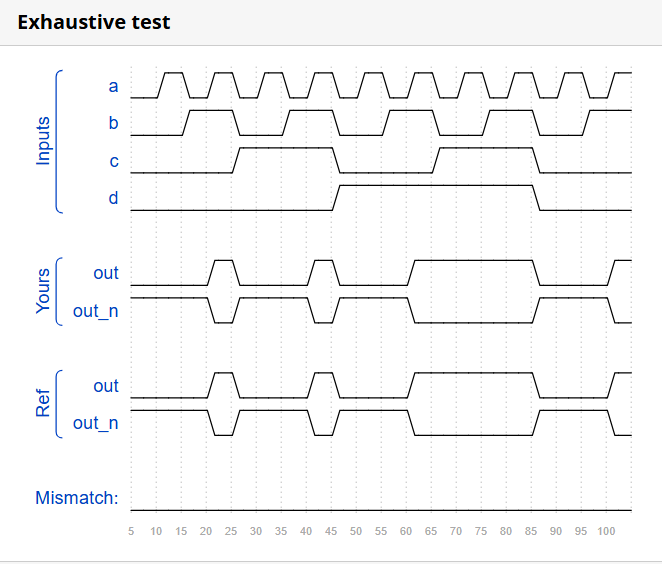 Exhaustive test
Inputs
a
b
c
d
Yours
out
out_n
Ref
out
out_n
Mismatch:
5 10 15 20 25 30 35 40 45 50 55 60 65 70 75 80 85 90 95 100